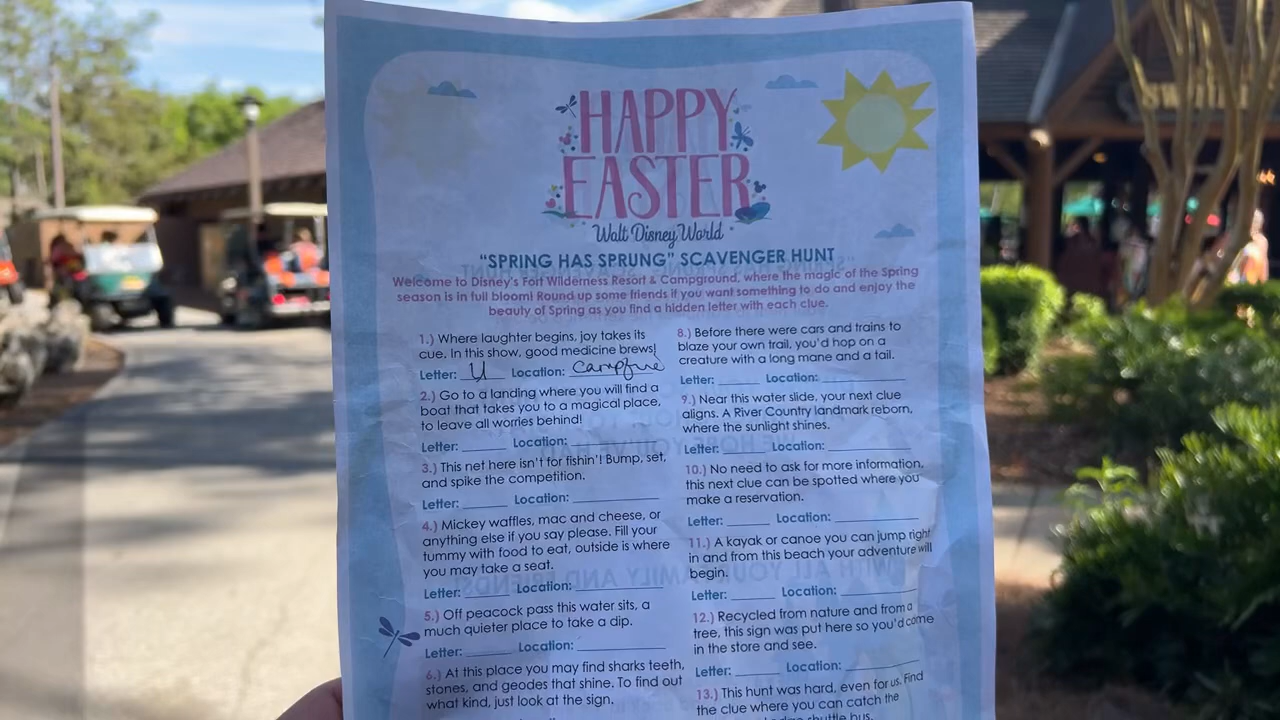 HAPPY
EASTER
Walt Disney World
"SPRING HAS SPRUNG" SCAVENGER HUNT
Welcome to Disney's Fort Wilderness Resort & Campground, where the magic of the Spring
season is in full bloom! Round up some friends if you want something to do and enjoy the
beauty of Spring as you find a hidden letter with each clue.
1.) Where laughter begins, joy takes its
cue. In this show, good medicine brews!
Letter: U Location: Campfire
2.) Go to a landing where you will find a
boat that takes you to a magical place,
to leave all worries behind!
Letter: Location:
3.) This net here isn't for fishin'! Bump, set,
and spike the competition.
Letter: Location:
4.) Mickey waffles, mac and cheese, or
anything else if you say please. Fill your
tummy with food to eat, outside is where
you may take a seat.
Letter: Location:
5.) Off peacock pass this water sits, a
much quieter place to take a dip.
Letter: Location:
6.) At this place you may find sharks teeth,
stones, and geodes that shine. To find out
what kind, just look at the sign.
8.) Before there were cars and trains to
blaze your own trail, you'd hop on a
creature with a long mane and a tail.
Letter: Location:
9.) Near this water slide, your next clue
aligns. A River Country landmark reborn,
where the sunlight shines.
Letter: Location:
10.) No need to ask for more information,
this next clue can be spotted where you
make a reservation.
Letter: Location:
11.) A kayak or canoe you can jump right
in and from this beach your adventure will
begin.
Letter: Location:
12.) Recycled from nature and from a
tree, this sign was put here so you'd come
in the store and see.
Letter: Location:
13.) This hunt was hard, even for us. Find
the clue where you can catch the
shuttle bus.